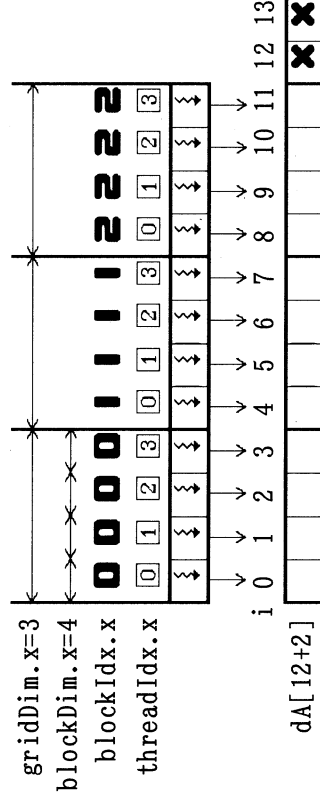 gridDim.x=3
blockDim.x=4
blockIdx.x 0 0 0 0 1 1 1 1 2 2 2 2
threadIdx.x 0 1 2 3 0 1 2 3 0 1 2 3
i 0 1 2 3 4 5 6 7 8 9 10 11 12 13
dA[12+2] X X